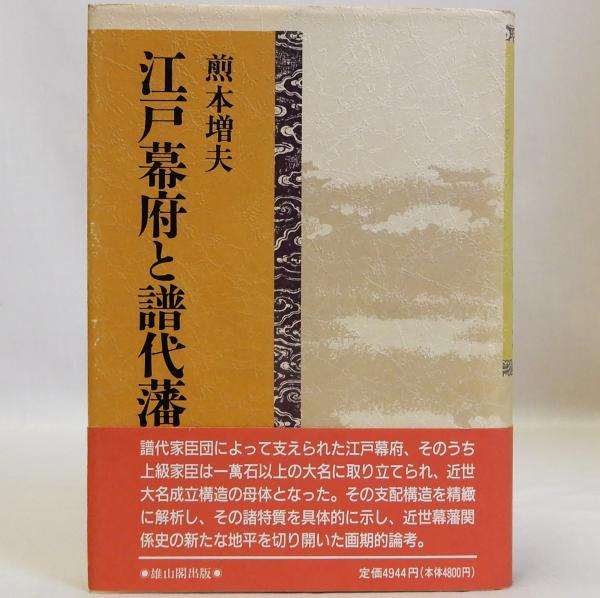 煎本増夫
江戸幕府と譜代藩
譜代家臣団によって支えられた江戸幕府、そのうち
上級家臣は一萬石以上の大名に取り立てられ、近世
大名成立構造の母体となった。その支配構造を精緻
に解析し、その諸特質を具体的に示し、近世幕藩関
係史の新たな地平を切り開いた画期的論考。
●雄山閣出版●
定価4944円(本体4800円)